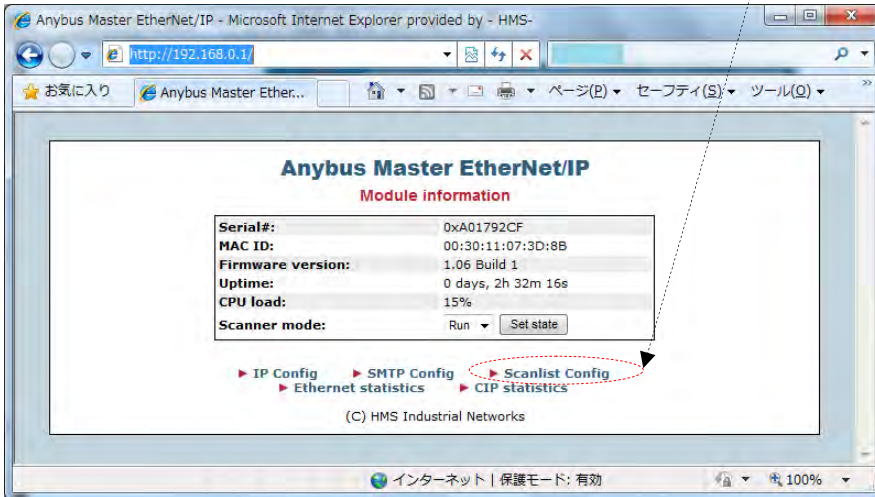 Anybus Master EtherNet/IP - Microsoft Internet Explorer provided by - HMS-
http://192.168.0.1/
お気に入り Anybus Master Ether... ページ(P) セーフティ(S) ツール(O) »
Anybus Master EtherNet/IP
Module information
Serial#: 0xA01792CF
MAC ID: 00:30:11:07:3D:8B
Firmware version: 1.06 Build 1
Uptime: 0 days, 2h 32m 16s
CPU load: 15%
Scanner mode: Run Set state
IP Config SMTP Config Scanlist Config
Ethernet statistics CIP statistics
(C) HMS Industrial Networks
インターネット | 保護モード: 有効 100%